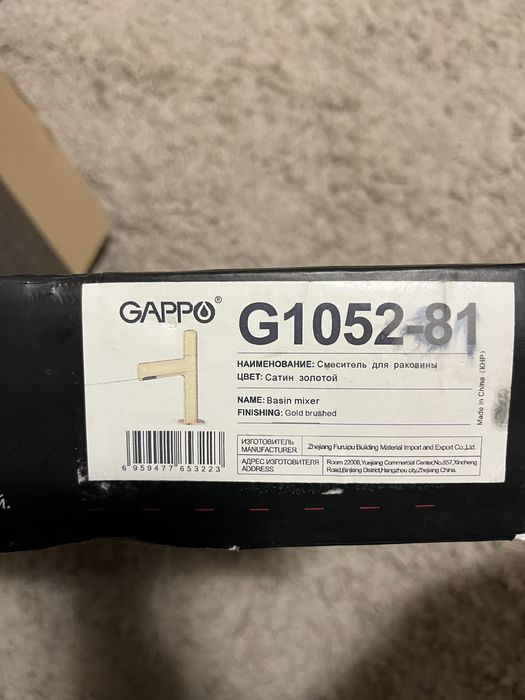 GAPPO®
G1052-81
НАИМЕНОВАНИЕ: Смеситель для раковины
ЦВЕТ: Сатин золотой
NAME: Basin mixer
FINISHING: Gold brushed
Made in China (КНР)
6 959477 653223
ИЗГОТОВИТЕЛЬ
MANUFACTURER
Zhejiang Furuipu Building Material Import and Export Co.,Ltd.
АДРЕС ИЗГОТОВИТЕЛЯ
ADDRESS
Room 22008,Yuejiang Commercial Center,No.857,Xincheng
Road,Binjiang District,Hangzhou city,Zhejiang China
й.